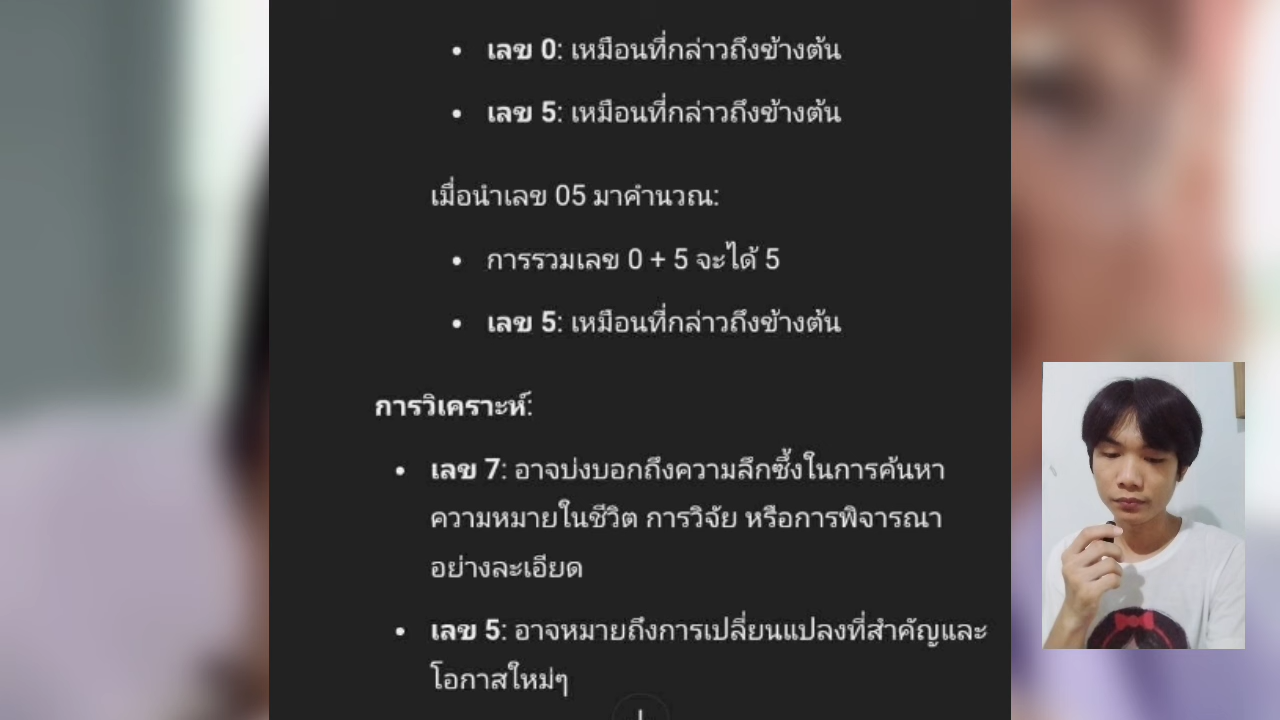 • เลข 0: เหมือนที่กล่าวถึงข้างต้น
• เลข 5: เหมือนที่กล่าวถึงข้างต้น
เมื่อนำเลข 05 มาคำนวณ:
• การรวมเลข 0 + 5 จะได้ 5
• เลข 5: เหมือนที่กล่าวถึงข้างต้น
การวิเคราะห์:
• เลข 7: อาจบ่งบอกถึงความลึกซึ้งในการค้นหา
ความหมายในชีวิต การวิจัย หรือการพิจารณา
อย่างละเอียด
• เลข 5: อาจหมายถึงการเปลี่ยนแปลงที่สำคัญและ
โอกาสใหม่ๆ